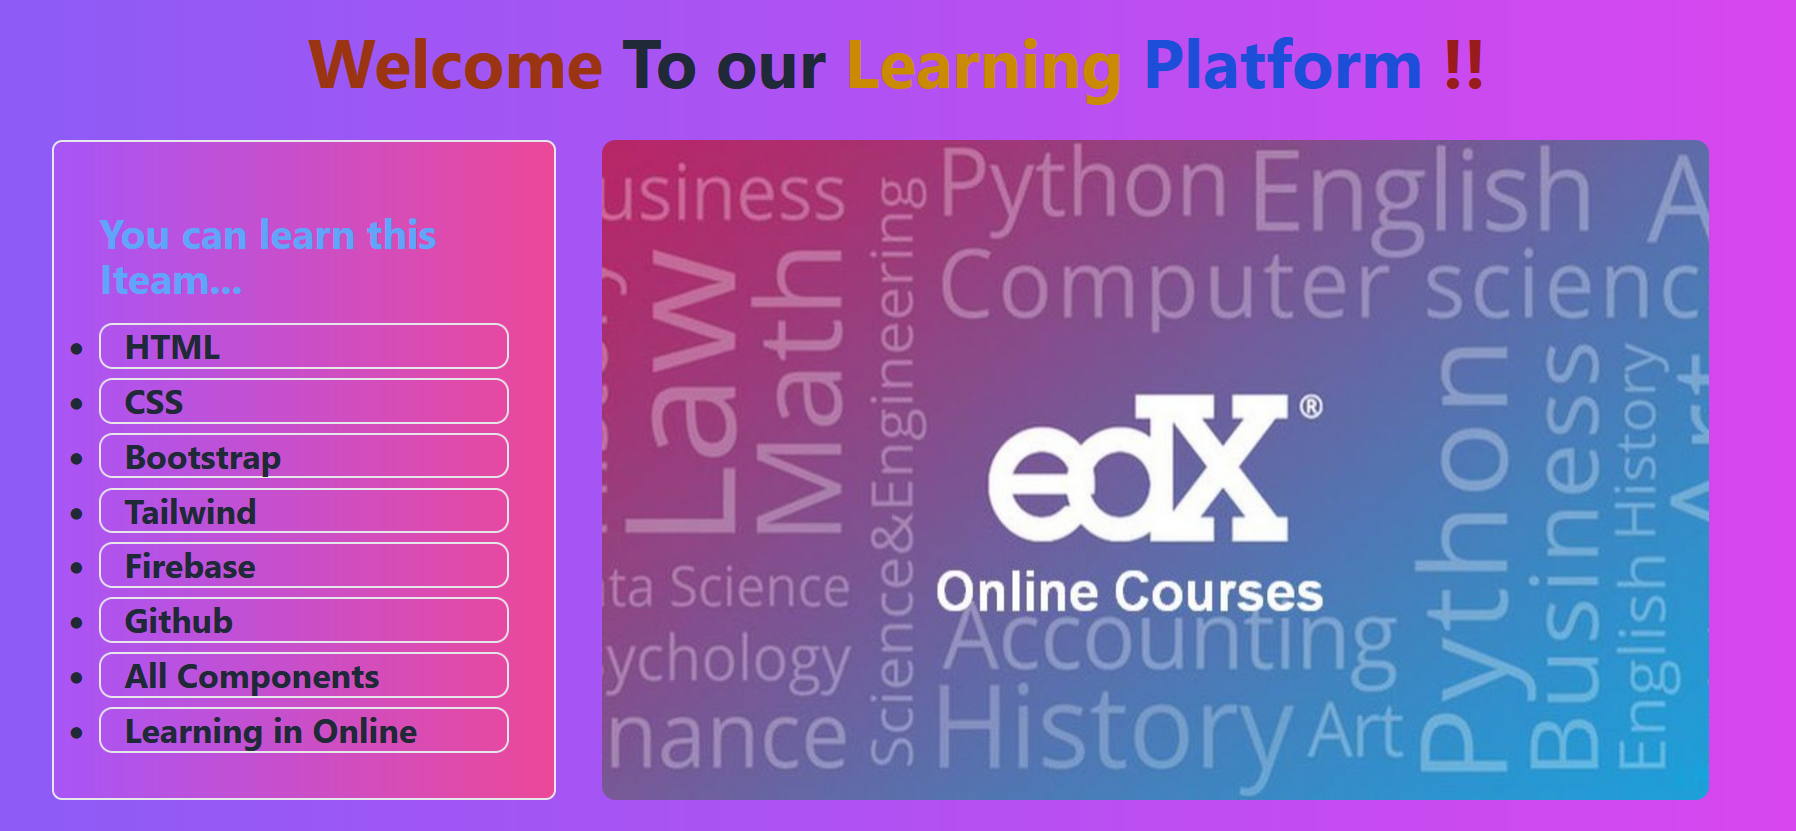 Welcome To our Learning Platform !!
You can learn this
Iteam...
HTML
CSS
Bootstrap
Tailwind
Firebase
Github
All Components
Learning in Online
usiness
Science&Engineering
Python
English
A
Law
Math
Computer scienc
Python
Business
History
Art
edX®
Online Courses
ta Science
Accounting
English
ychology
nance
History
Art